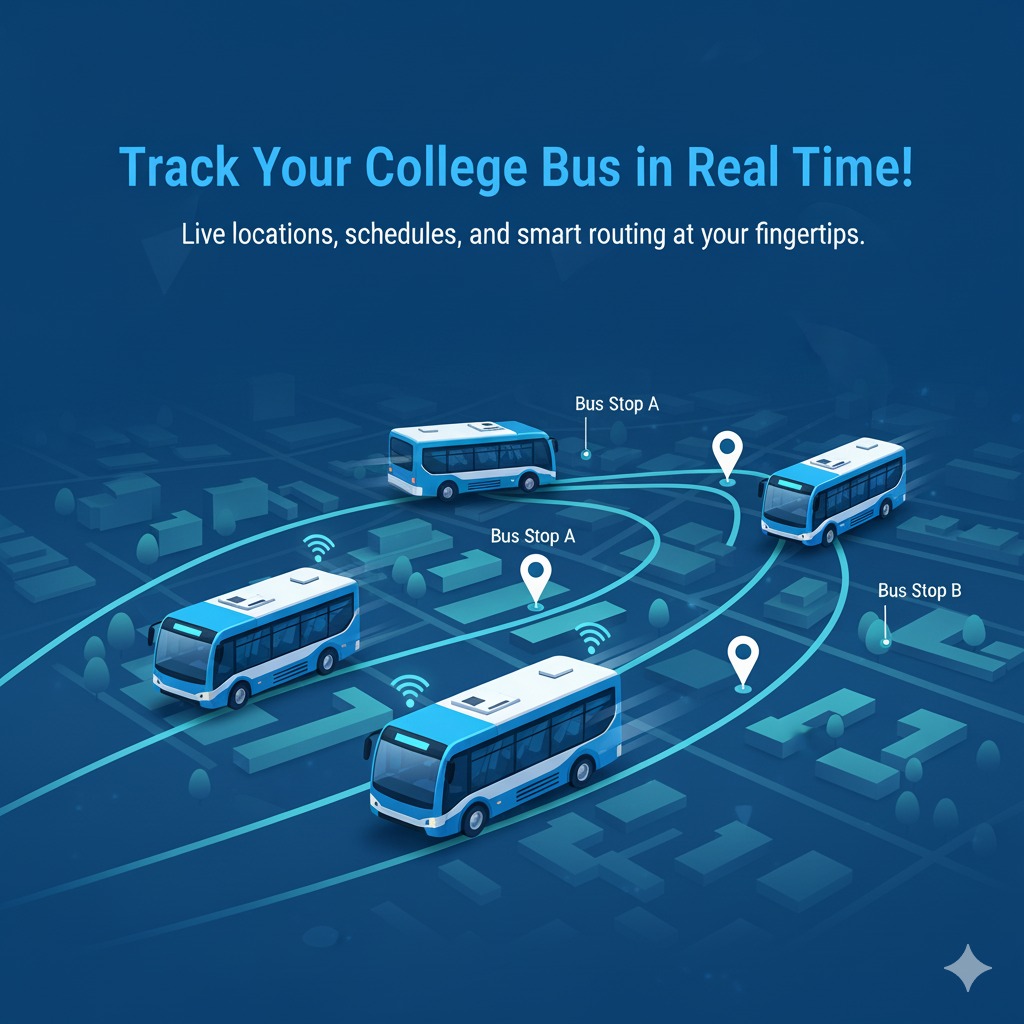 Track Your College Bus in Real Time!
Live locations, schedules, and smart routing at your fingertips.
Bus Stop A
Bus Stop A
Bus Stop B